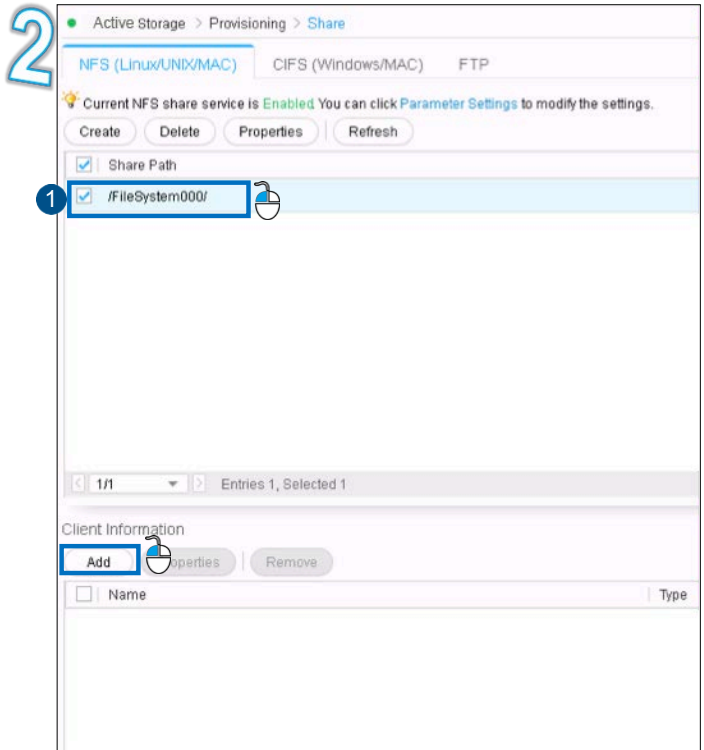 2
Active Storage > Provisioning > Share
NFS (Linux/UNIX/MAC) CIFS (Windows/MAC) FTP
Current NFS share service is Enabled. You can click Parameter Settings to modify the settings.
Create Delete Properties Refresh
Share Path
1 /FileSystem000/
1/1 Entries 1, Selected 1
Client Information
Add operties Remove
Name Type